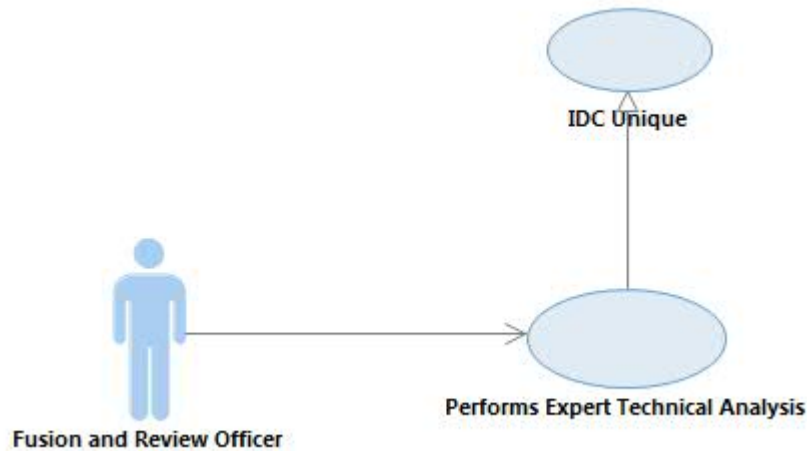 IDC Unique
Performs Expert Technical Analysis
Fusion and Review Officer